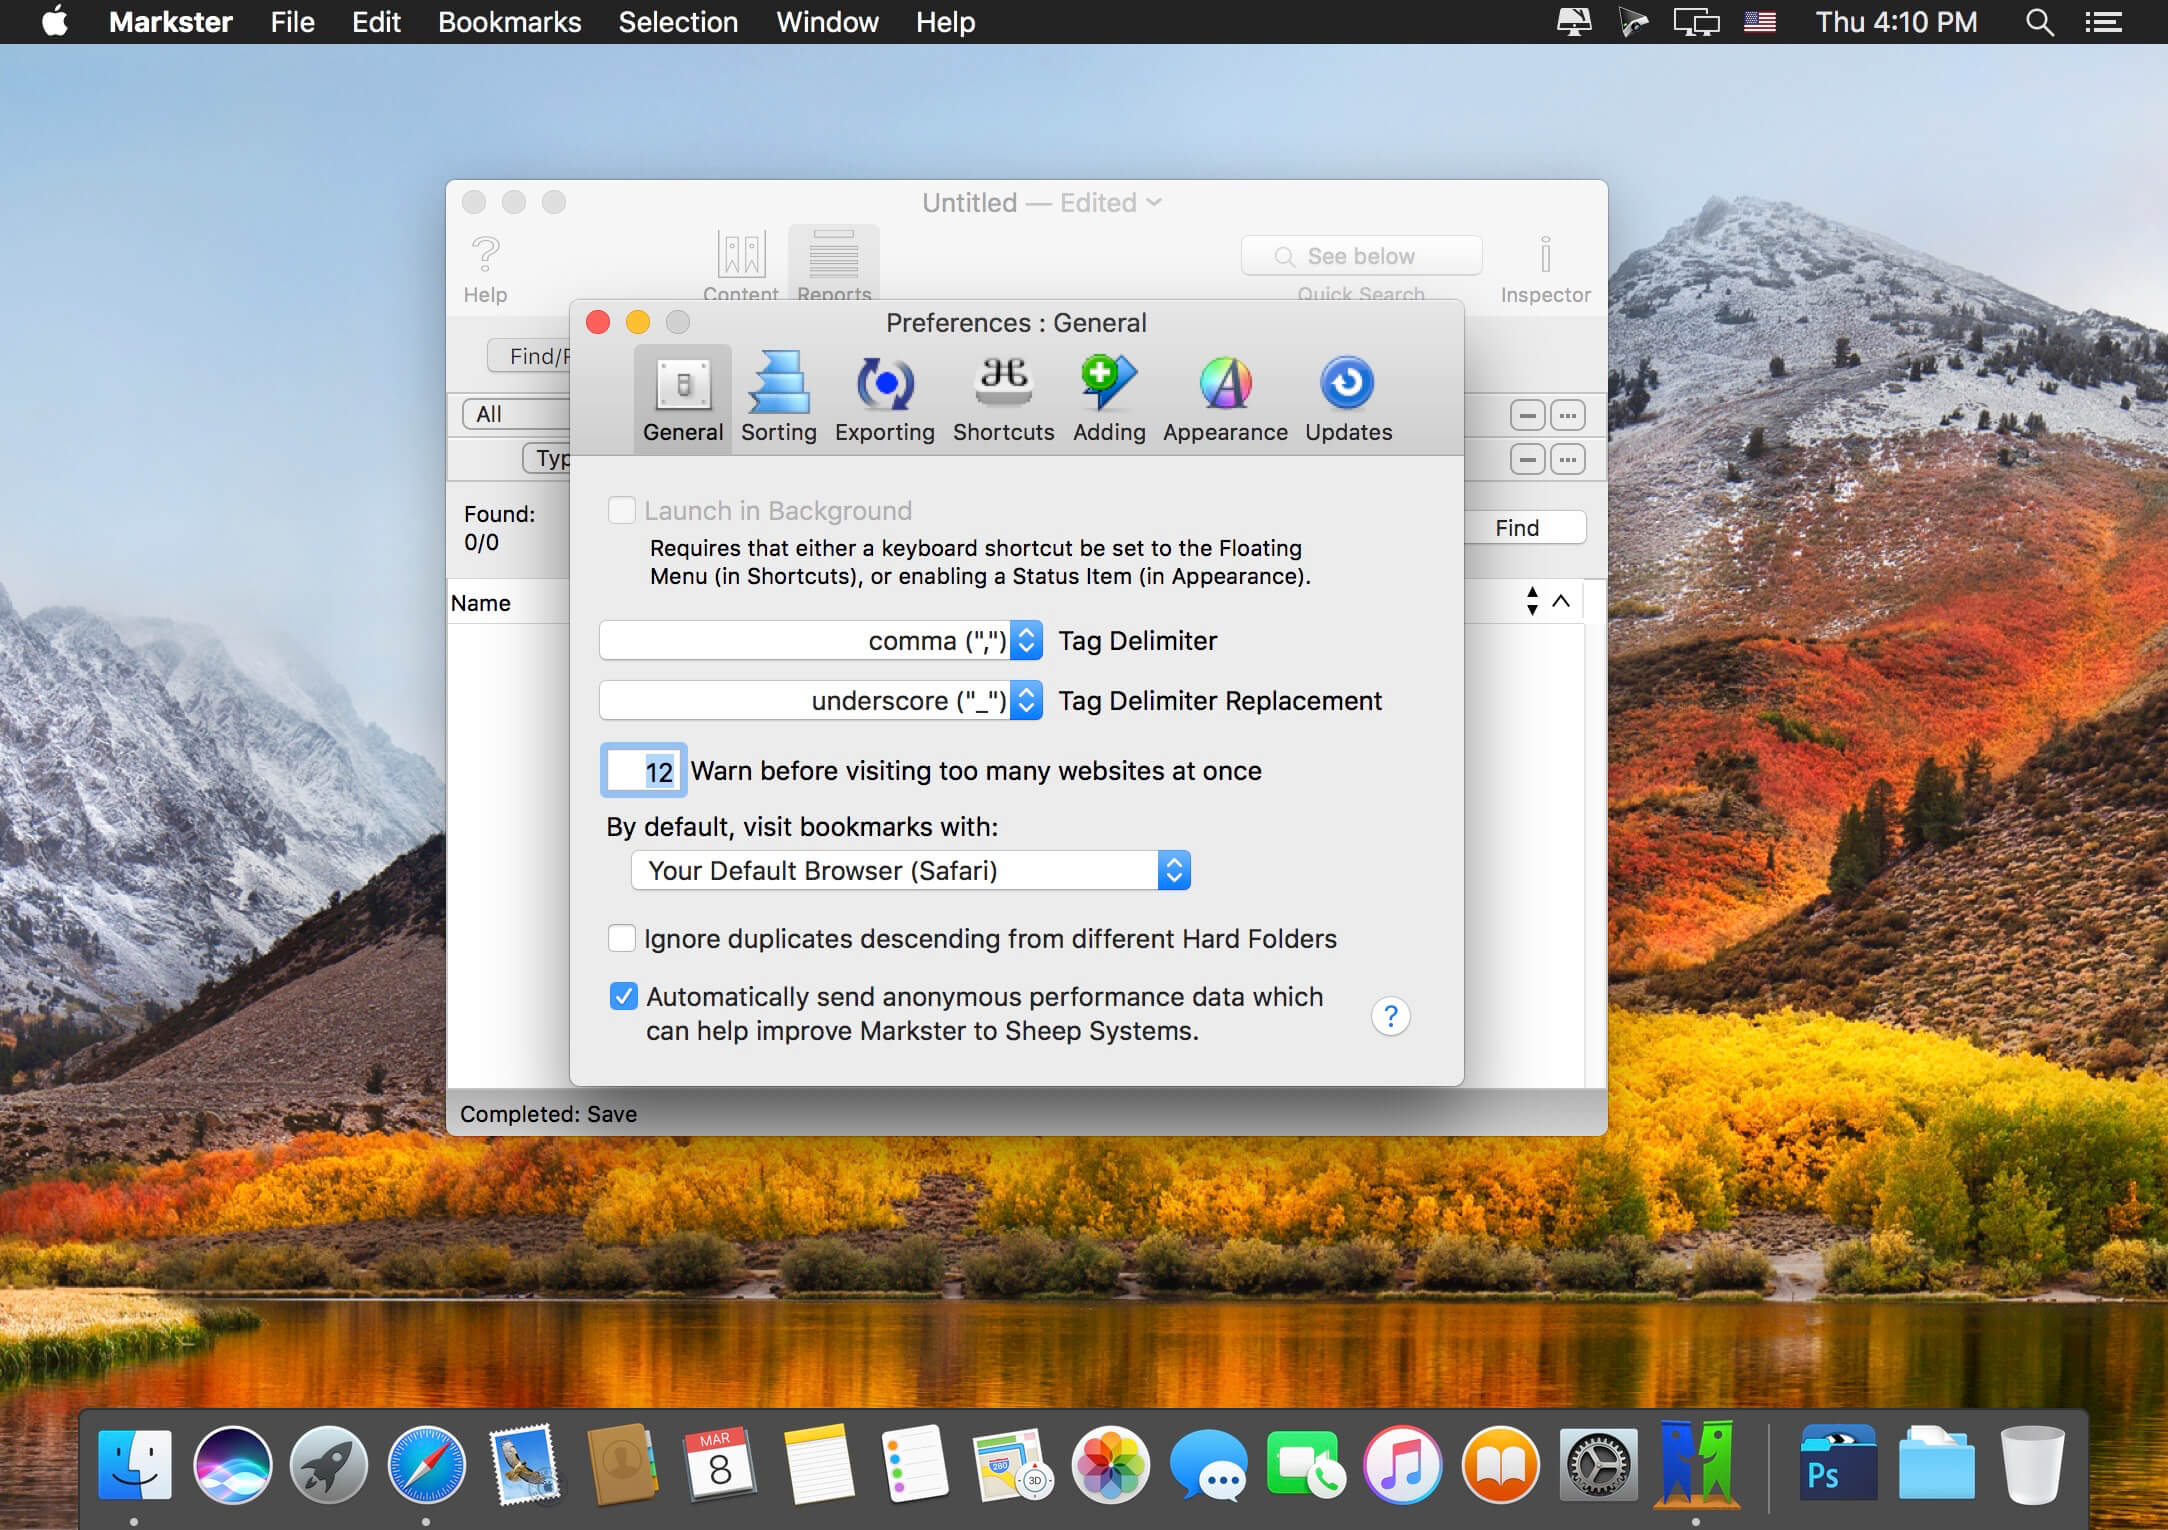 Markster File Edit Bookmarks Selection Window Help Thu 4:10 PM
Untitled — Edited
See below
Help Content Reports Quick Search Inspector
Preferences : General
Find/
All
Typ
General Sorting Exporting Shortcuts Adding Appearance Updates
Found:
0/0
Find
Name
Launch in Background
Requires that either a keyboard shortcut be set to the Floating
Menu (in Shortcuts), or enabling a Status Item (in Appearance).
comma (",") Tag Delimiter
underscore ("_") Tag Delimiter Replacement
12 Warn before visiting too many websites at once
By default, visit bookmarks with:
Your Default Browser (Safari)
Ignore duplicates descending from different Hard Folders
Automatically send anonymous performance data which
can help improve Markster to Sheep Systems.
?
Completed: Save
MAR
8
280
3D
Ps